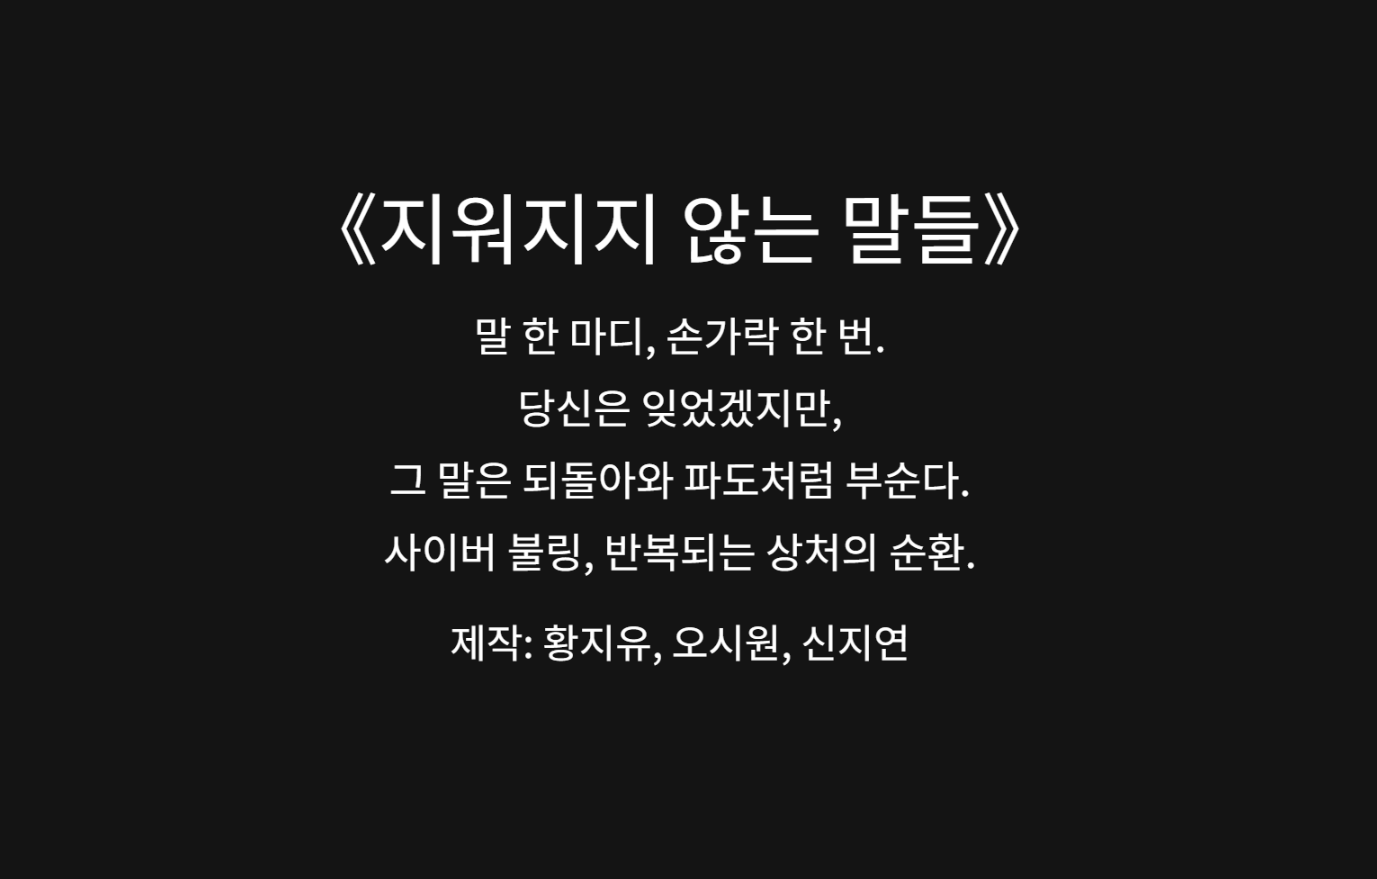 《지워지지 않는 말들》
말 한 마디, 손가락 한 번.
당신은 잊었겠지만,
그 말은 되돌아와 파도처럼 부순다.
사이버 불링, 반복되는 상처의 순환.
제작: 황지유, 오시원, 신지연